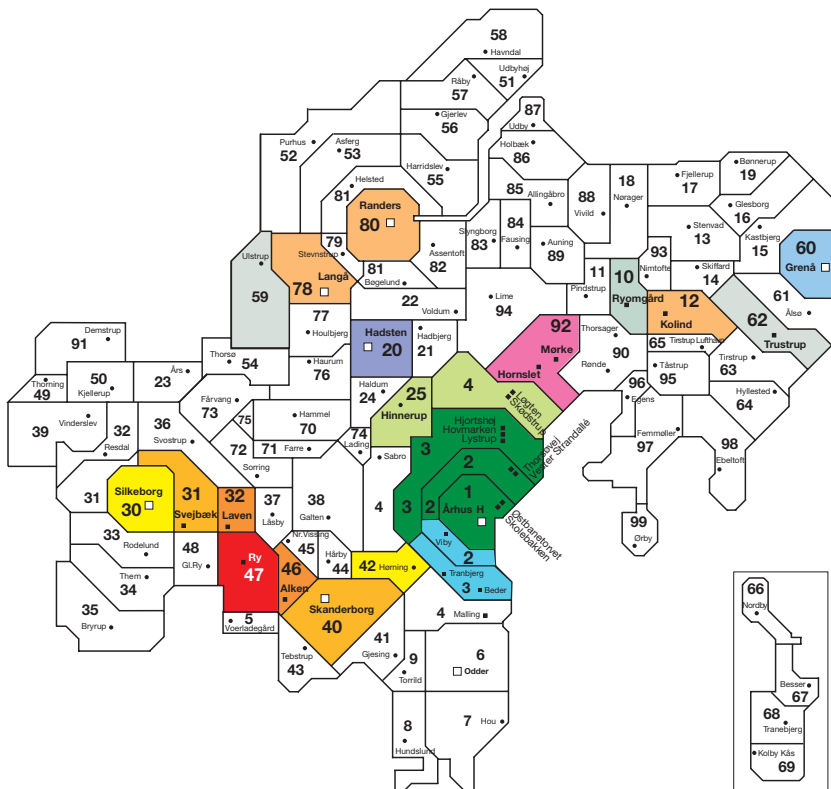 58
Havndal
Udbyhøj
51
Råby
57
Gjerlev
56
87
Udby
Holbæk
86
Purhus
52
Asferg
53
Harridslev
55
Helsted
81
Randers
80
85
Allingåbro
88
Vivild
18
Nørager
Fjellerup
17
Bønnerup
19
Glesborg
16
Stenvad
13
Kastbjerg
15
60
Grenå
Ulstrup
59
79
Stevnstrup
Langå
78
81
Bøgelund
Assentoft
82
Slyngborg
83
84
Fausing
Auning
89
93
Nimtofte
Skiffard
14
61
Ålsø
11
Pindstrup
10
Ryomgård
12
Kolind
62
Trustrup
22
Voldum
Lime
94
77
Houlbjerg
Hadsten
20
Hadbjerg
21
92
Mørke
Hornslet
Thorsager
90
Rønde
65
Tirstrup Lufthavn
Tåstrup
95
Tirstrup
63
Hyllested
64
Demstrup
91
Thorning
49
50
Kjellerup
Års
23
Thorsø
54
Haurum
76
Haldum
24
25
Hinnerup
4
Løgten
Skødstrup
96
Egens
Femmøller
97
98
Ebeltoft
99
Ørby
39
Vinderslev
32
Resdal
36
Svostrup
Fårvang
73
75
72
Sorring
Hammel
70
71
Farre
74
Lading
Sabro
3
Hjortshøj
Hovmarken
Lystrup
2
Thorsøvej
Vester Strandallé
31
Silkeborg
30
31
Svejbæk
32
Laven
37
Låsby
38
Galten
4
3
2
1
Århus H
Østbanetorvet
Skolebakken
33
Rodelund
Them
34
48
Gl.Ry
Ry
47
Nr.Vissing
45
Hårby
44
46
Alken
42
Hørning
Viby
2
Tranbjerg
3
Beder
35
Bryrup
5
Voerladegård
Skanderborg
40
4
Malling
Tebstrup
43
41
Gjesing
9
Torrild
6
Odder
8
Hundslund
7
Hou
66
Nordby
Besser
67
68
Tranebjerg
Kolby Kås
69